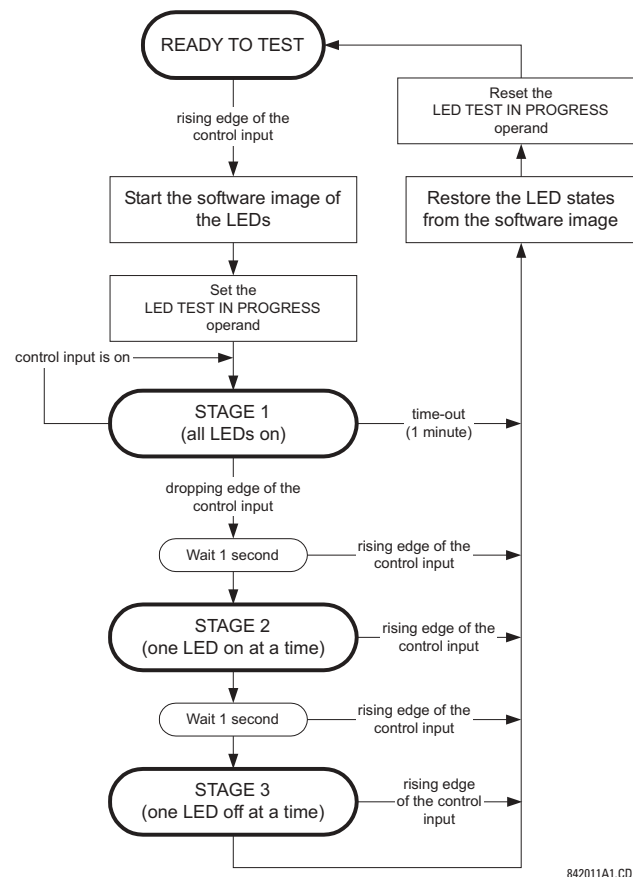 READY TO TEST
rising edge of the
control input
Start the software image of
the LEDs
Set the
LED TEST IN PROGRESS
operand
control input is on
STAGE 1
(all LEDs on)
time-out
(1 minute)
dropping edge of the
control input
Wait 1 second
rising edge of the
control input
STAGE 2
(one LED on at a time)
rising edge of the
control input
Wait 1 second
rising edge of the
control input
STAGE 3
(one LED off at a time)
rising edge
of the control
input
Reset the
LED TEST IN PROGRESS
operand
Restore the LED states
from the software image
842011A1.CD